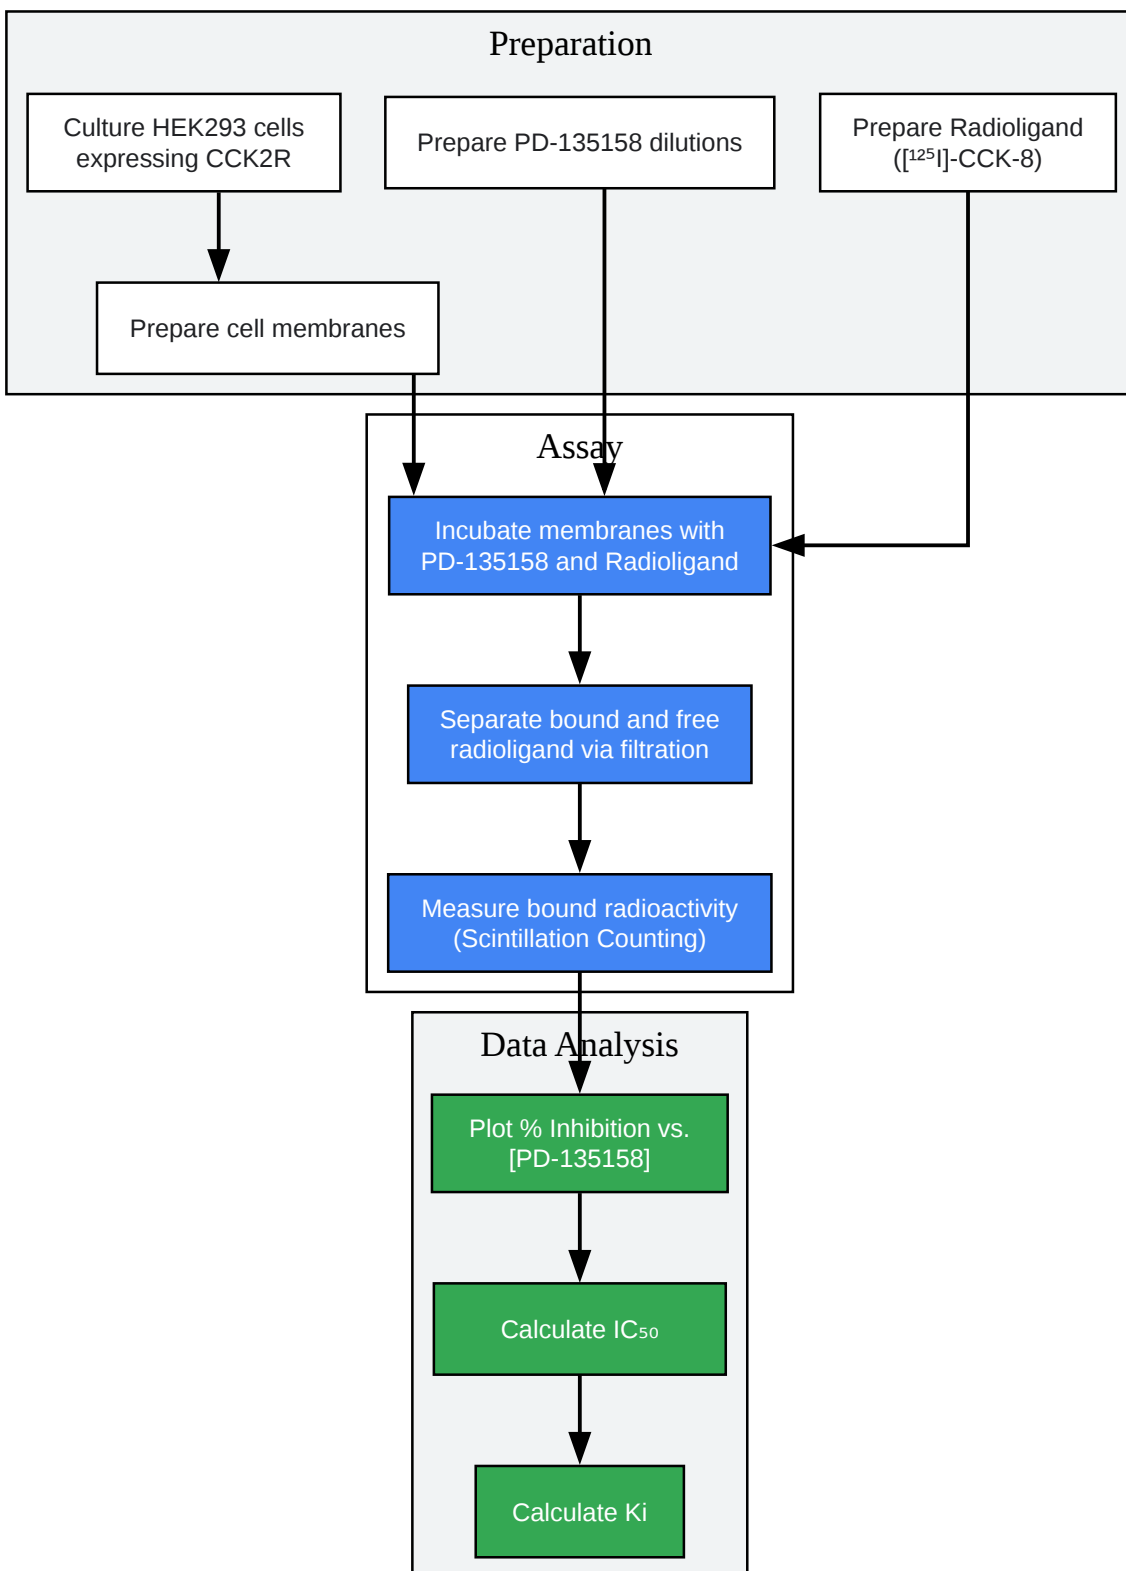 Preparation
Culture HEK293 cells
expressing CCK2R
Prepare PD-135158 dilutions
Prepare Radioligand
([¹²⁵I]-CCK-8)
Prepare cell membranes
Assay
Incubate membranes with
PD-135158 and Radioligand
Separate bound and free
radioligand via filtration
Measure bound radioactivity
(Scintillation Counting)
Data Analysis
Plot % Inhibition vs.
[PD-135158]
Calculate IC₅₀
Calculate Ki